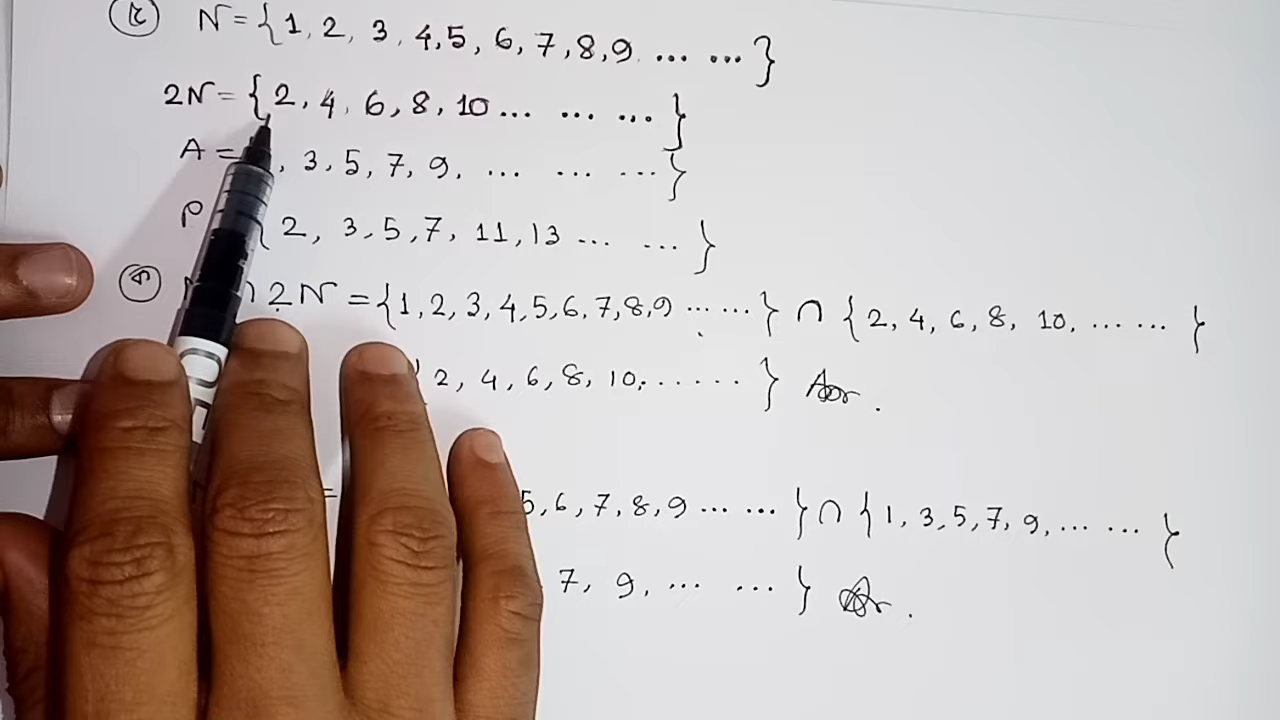 N = {1, 2, 3, 4, 5, 6, 7, 8, 9, ... ... }
2N = {2, 4, 6, 8, 10 ... ... ... }
A = , 3, 5, 7, 9, ... ... ... }
P { 2, 3, 5, 7, 11, 13 ... ... }
∩ 2N = {1, 2, 3, 4, 5, 6, 7, 8, 9 ... ... } ∩ {2, 4, 6, 8, 10, ... ... }
2, 4, 6, 8, 10, ...... }
= 5, 6, 7, 8, 9 ... ... } ∩ {1, 3, 5, 7, 9, ... ... }
7, 9, ... ... }